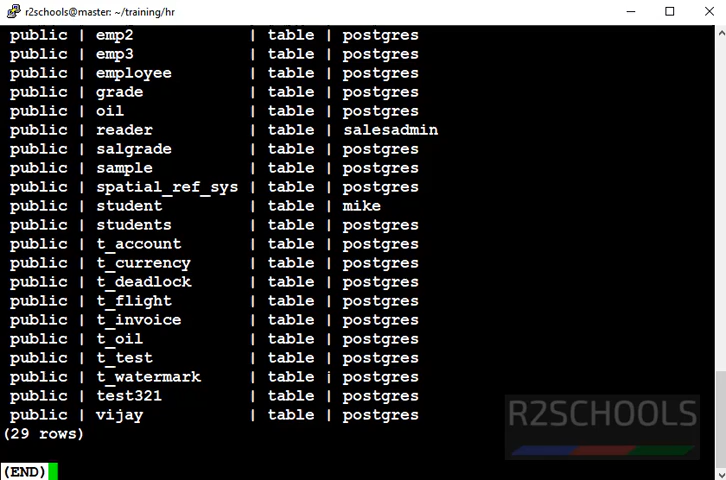 r2schools@master: ~/training/hr
public | emp2 | table | postgres
public | emp3 | table | postgres
public | employee | table | postgres
public | grade | table | postgres
public | oil | table | postgres
public | reader | table | salesadmin
public | salgrade | table | postgres
public | sample | table | postgres
public | spatial_ref_sys | table | postgres
public | student | table | mike
public | students | table | postgres
public | t_account | table | postgres
public | t_currency | table | postgres
public | t_deadlock | table | postgres
public | t_flight | table | postgres
public | t_invoice | table | postgres
public | t_oil | table | postgres
public | t_test | table | postgres
public | t_watermark | table | postgres
public | test321 | table | postgres
public | vijay | table | postgres
(29 rows)
R2SCHOOLS
(END)